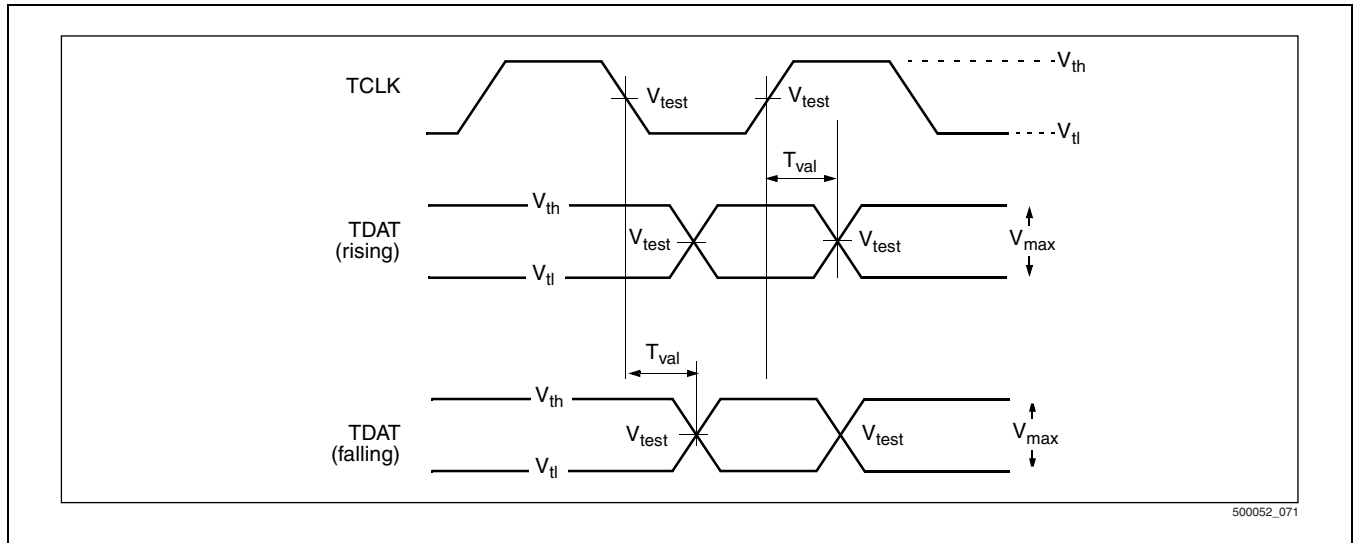 TCLK
V_test
V_test
V_th
V_tl
T_val
TDAT
(rising)
V_th
V_tl
V_test
V_test
V_max
T_val
TDAT
(falling)
V_th
V_tl
V_test
V_test
V_max
500052_071